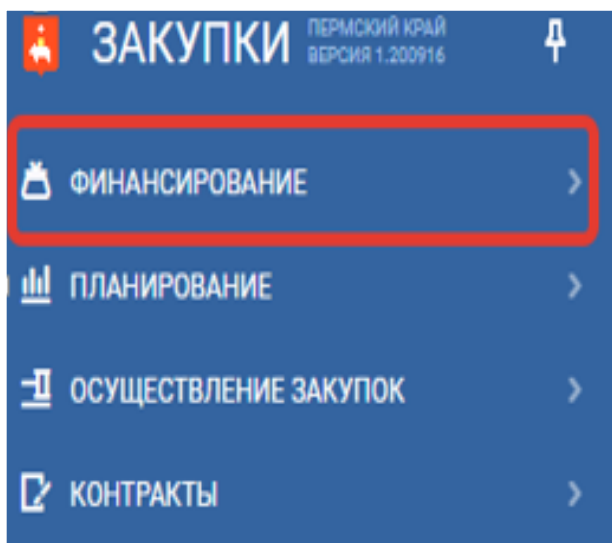 ЗАКУПКИ ПЕРМСКИЙ КРАЙ
ВЕРСИЯ 1.200916
ФИНАНСИРОВАНИЕ
ПЛАНИРОВАНИЕ
ОСУЩЕСТВЛЕНИЕ ЗАКУПОК
КОНТРАКТЫ